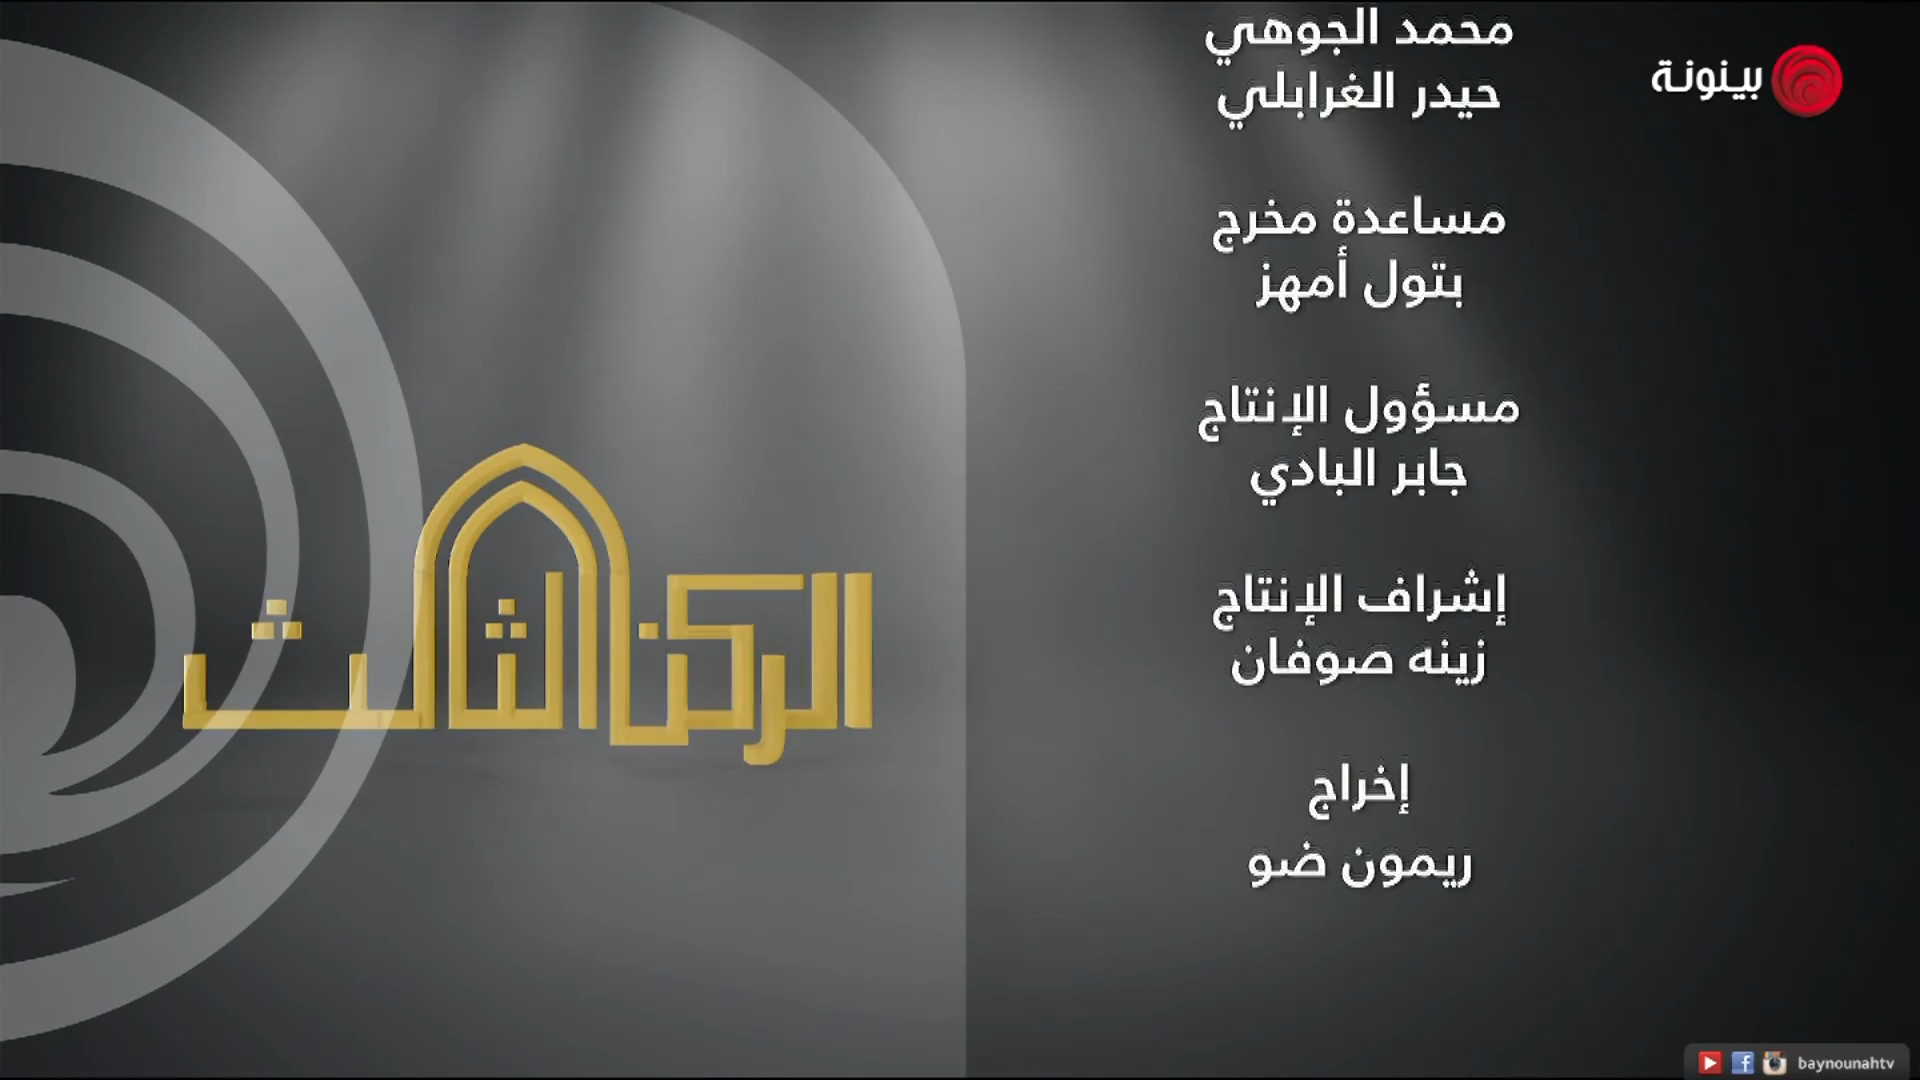 محمد الجوهي
حيدر الغرابلي
بينونة
مساعدة مخرج
بتول أمهز
مسؤول الإنتاج
جابر البادي
إشراف الإنتاج
زينه صوفان
إخراج
ريمون ضو
الركن الثالث
baynounahtv